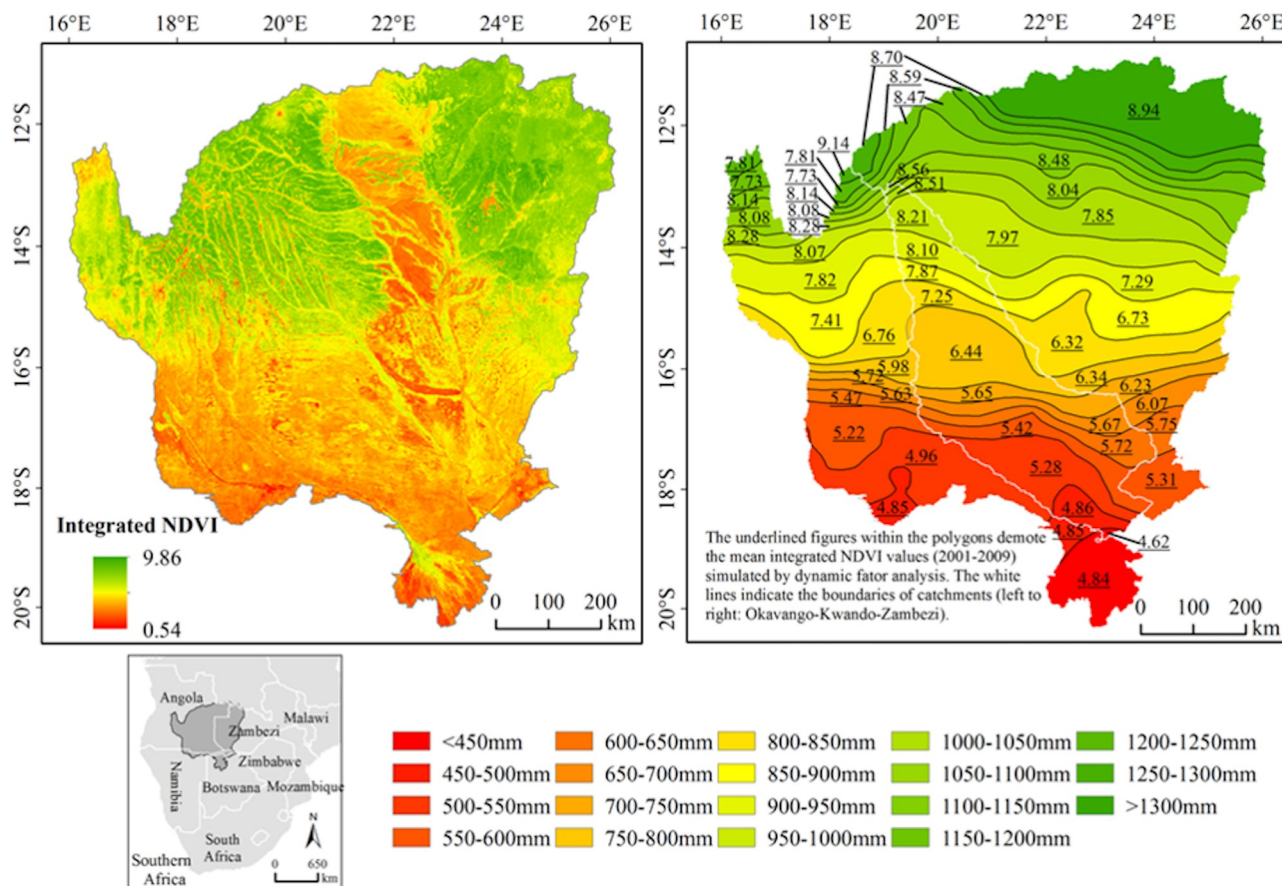 16°E 18°E 20°E 22°E 24°E 26°E
12°S
14°S
16°S
18°S
20°S
Integrated NDVI
9.86
0.54
0 100 200
km
16°E 18°E 20°E 22°E 24°E 26°E
12°S
14°S
16°S
18°S
20°S
8.70
8.59
8.47
8.94
9.14
7.81
7.73
8.14
8.08
8.28
7.81
7.73
8.14
8.08
8.28
8.56
8.51
8.48
8.04
8.21
7.85
7.97
8.07
8.10
7.82
7.87
7.29
7.25
7.41
6.73
6.76
6.32
6.44
5.98
6.34
5.72
6.23
5.47
5.63
5.65
6.07
5.67
5.75
5.22
5.42
5.72
4.96
5.28
5.31
4.85
4.86
4.85
4.62
4.84
The underlined figures within the polygons demote
the mean integrated NDVI values (2001-2009)
simulated by dynamic fator analysis. The white
lines indicate the boundaries of catchments (left to
right: Okavango-Kwando-Zambezi).
0 100 200
km
Angola
Malawi
Zambezi
Zimbabwe
Namibia
Botswana
Mozambique
South
Africa
Southern
Africa
N
0 650
km
<450mm 600-650mm 800-850mm 1000-1050mm 1200-1250mm
450-500mm 650-700mm 850-900mm 1050-1100mm 1250-1300mm
500-550mm 700-750mm 900-950mm 1100-1150mm >1300mm
550-600mm 750-800mm 950-1000mm 1150-1200mm